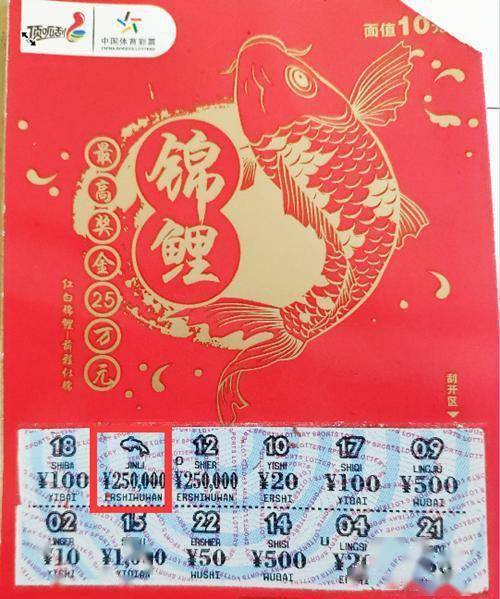 顶呱刮
中国体育彩票
CHINA SPORTS LOTTERY
面值10元
锦鲤
最高奖金25万元
红白锦鲤 前程似锦
刮开区
18 JINLI 12 10 17 09
SHIBA SHIER YISHI SHIQI LINGJIU
¥100 ¥250,000 ¥250,000 ¥20 ¥100 ¥500
YIBAI ERSHIWUWAN ERSHIWUWAN ERSHI YIBAI WUBAI
02 15 22 14 04 21
LINGER ERSHIER SHISI LINGSI
¥10 ¥50 ¥500
YISHI YIQIAN WUSHI WUBAI